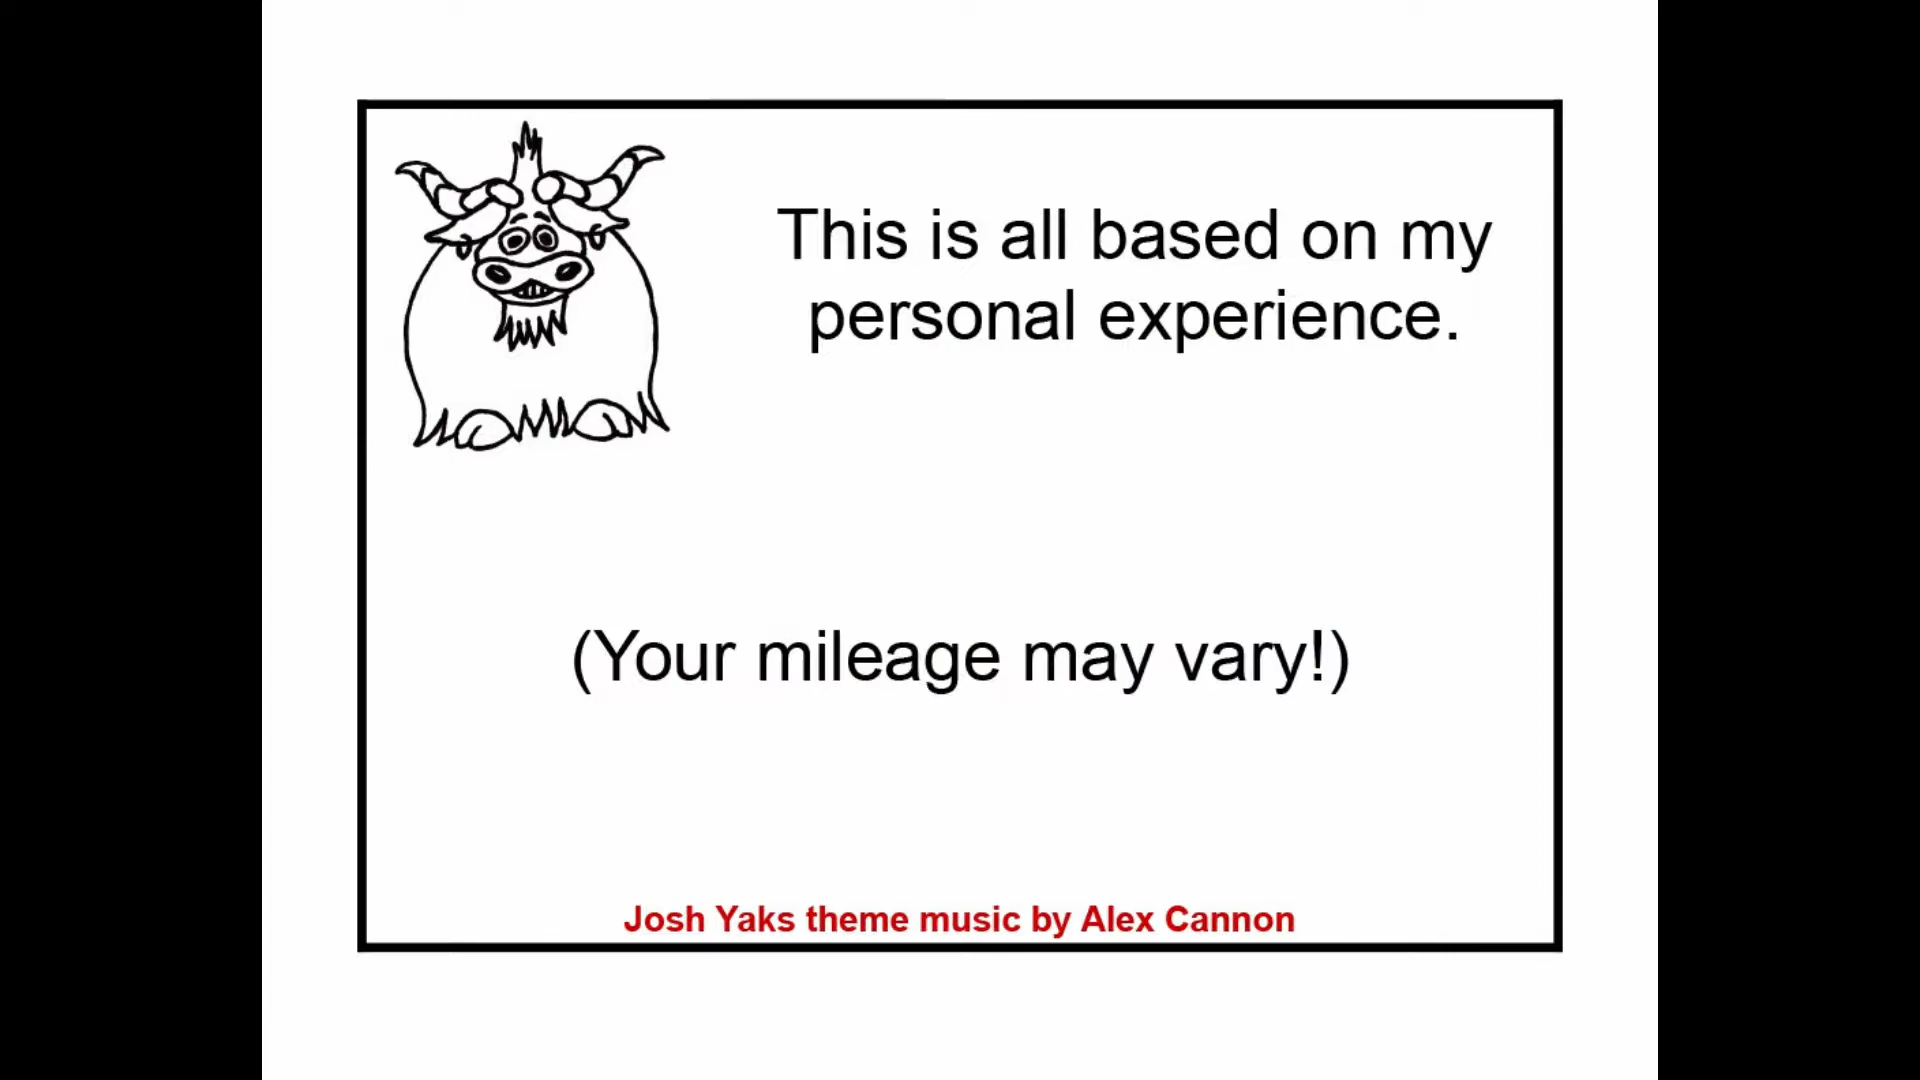 This is all based on my
personal experience.
(Your mileage may vary!)
Josh Yaks theme music by Alex Cannon